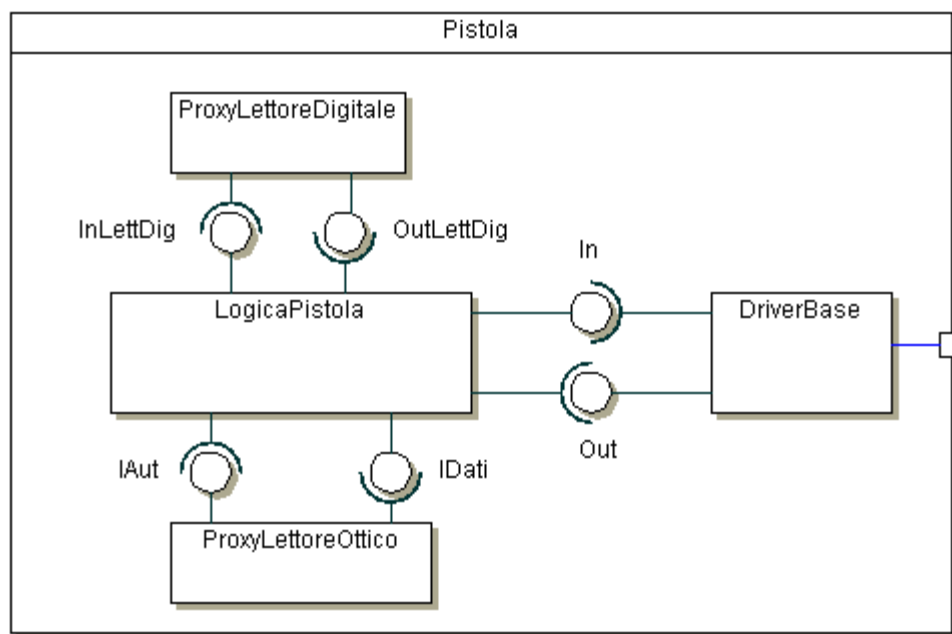 Pistola
ProxyLettoreDigitale
InLettDig
OutLettDig
In
LogicaPistola
DriverBase
Out
IAut
IDati
ProxyLettoreOttico